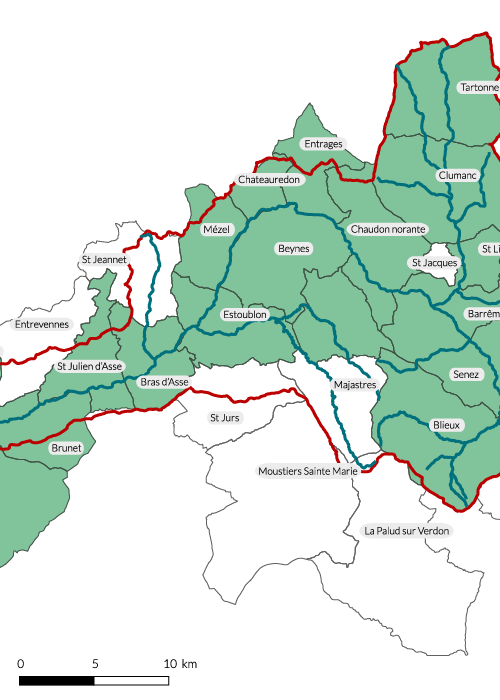 Tartonne
Entrages
Clumanc
Chateauredon
Mézel
Chaudon norante
Beynes
St Li
St Jeannet
St Jacques
Entrevennes
Estoublon
Barrêm
St Julien d'Asse
Senez
Bras d'Asse
Majastres
St Jurs
Blieux
Brunet
Moustiers Sainte Marie
La Palud sur Verdon
0 5 10 km